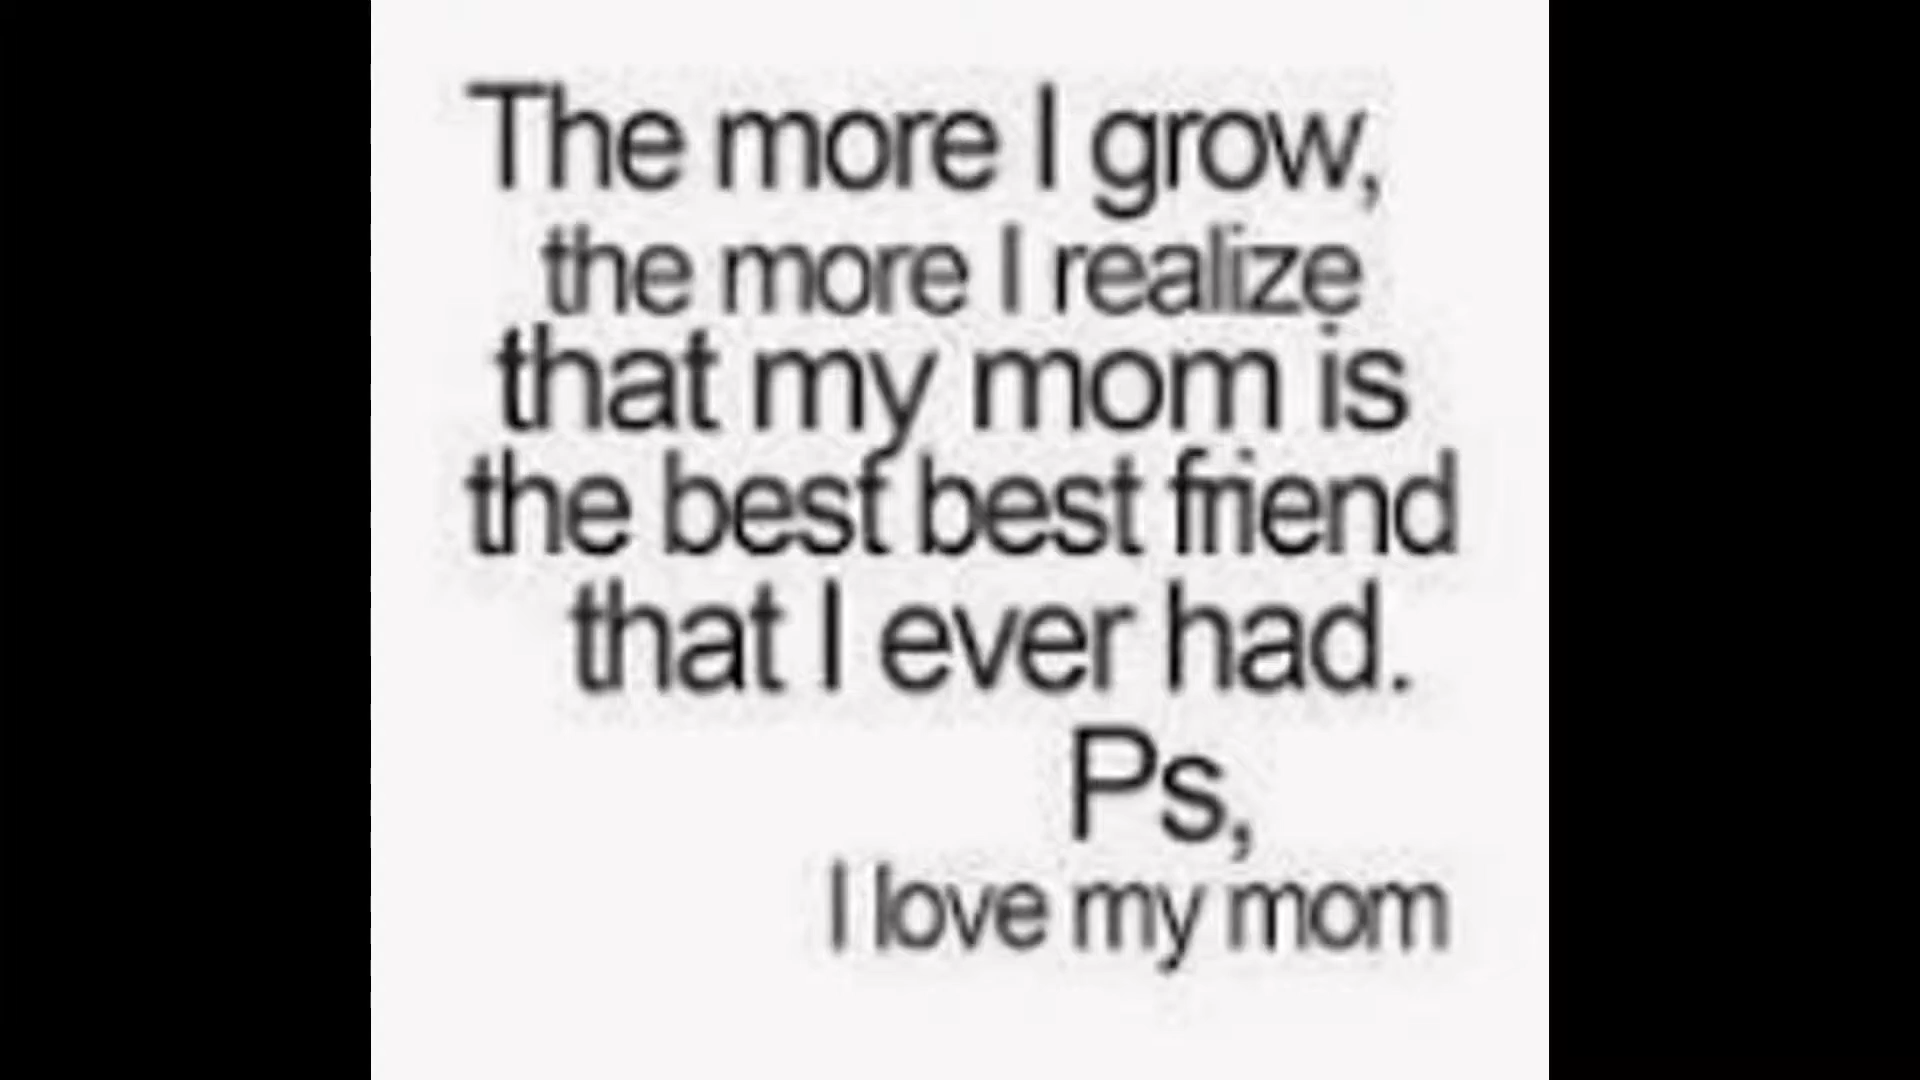 The more I grow,
the more I realize
that my mom is
the best best friend
that I ever had.
Ps,
I love my mom